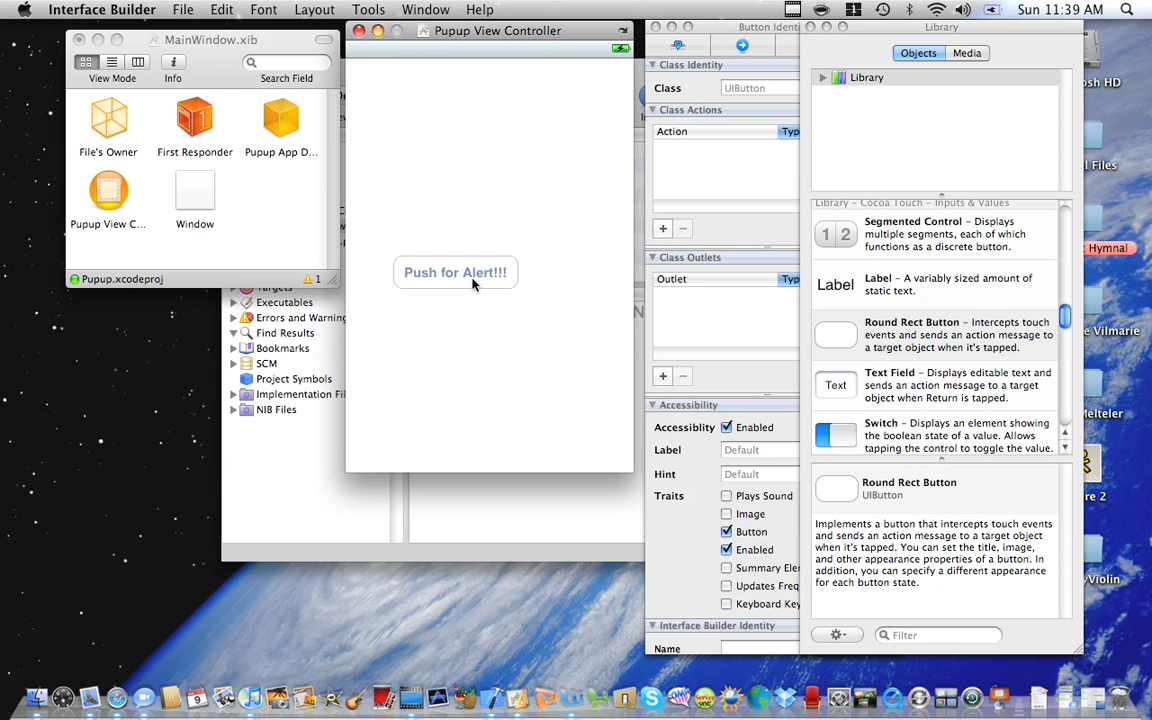 Interface Builder File Edit Font Layout Tools Window Help
Sun 11:39 AM
MainWindow.xib
View Mode
Info
Search Field
File's Owner
First Responder
Pupup App D...
Pupup View C...
Window
Pupup.xcodeproj
1
Executables
Errors and Warning
Find Results
Bookmarks
SCM
Project Symbols
Implementation Fil
NIB Files
Pupup View Controller
Push for Alert!!!
Button Identi
Class Identity
Class
UIButton
Class Actions
Action
Typ
Class Outlets
Outlet
Typ
Accessibility
Accessiblity
Enabled
Label
Default
Hint
Default
Traits
Plays Sound
Image
Button
Enabled
Summary Ele
Updates Freq
Keyboard Key
Interface Builder Identity
Name
Library
Objects
Media
Library
Library – Cocoa Touch – Inputs & Values
1 2
Segmented Control – Displays
multiple segments, each of which
functions as a discrete button.
Label
Label – A variably sized amount of
static text.
Round Rect Button – Intercepts touch
events and sends an action message to
a target object when it's tapped.
Text
Text Field – Displays editable text and
sends an action message to a target
object when Return is tapped.
Switch – Displays an element showing
the boolean state of a value. Allows
tapping the control to toggle the value.
Round Rect Button
UIButton
Implements a button that intercepts touch events
and sends an action message to a target object
when it's tapped. You can set the title, image,
and other appearance properties of a button. In
addition, you can specify a different appearance
for each button state.
Filter
osh HD
l Files
t Hymnal
e Vilmarie
Melteler
re 2
yViolin